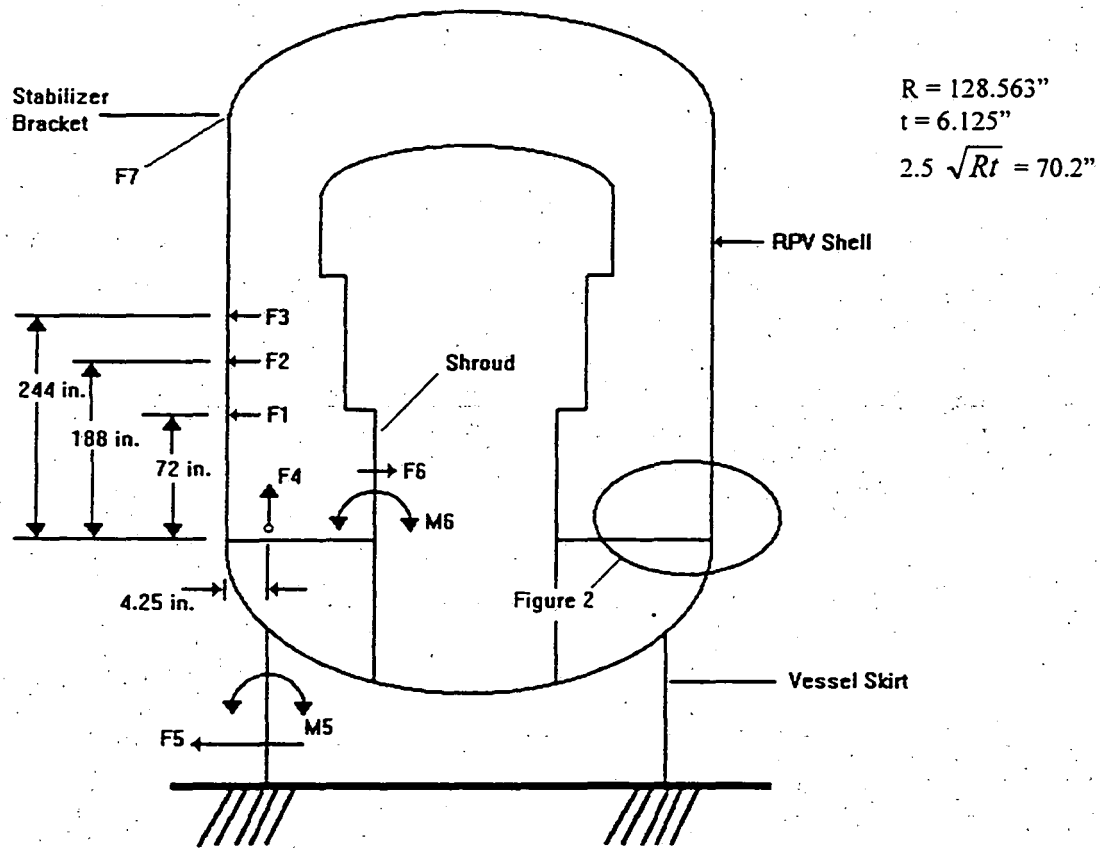 R = 128.563”
t = 6.125”
2.5 √Rt = 70.2”
Stabilizer
Bracket
F7
RPV Shell
F3
F2
Shroud
244 in.
F1
188 in.
72 in.
F4
F6
M6
4.25 in.
Figure 2
Vessel Skirt
M5
F5